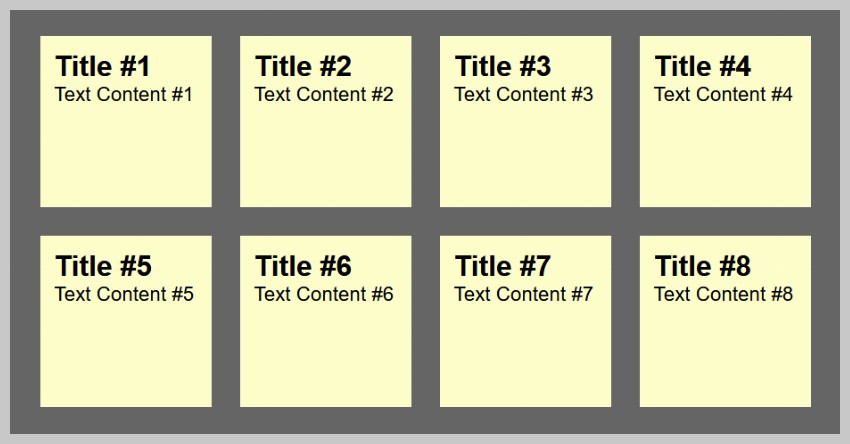 Title #1
Text Content #1
Title #2
Text Content #2
Title #3
Text Content #3
Title #4
Text Content #4
Title #5
Text Content #5
Title #6
Text Content #6
Title #7
Text Content #7
Title #8
Text Content #8